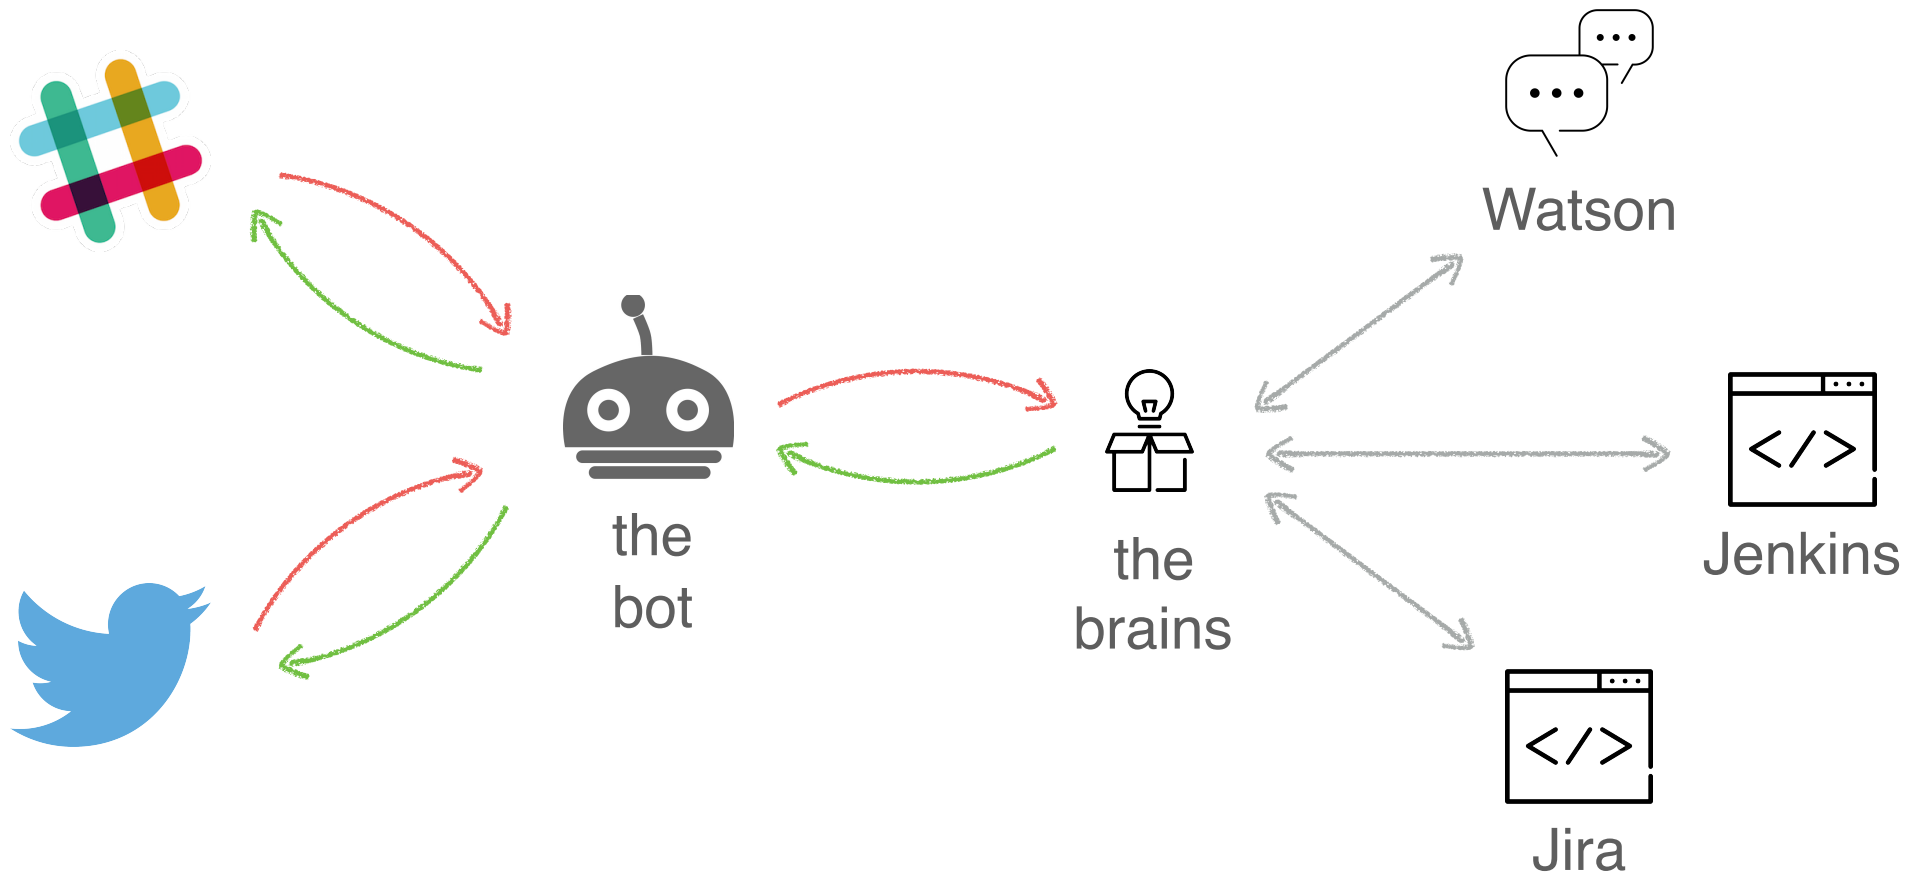 Watson
the
bot
the
brains
Jenkins
Jira